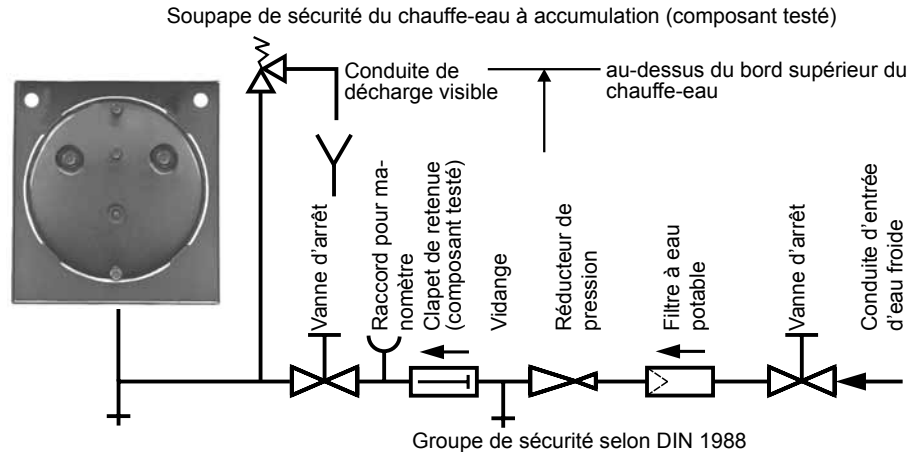 Soupape de sécurité du chauffe-eau à accumulation (composant testé)
Conduite de
décharge visible
au-dessus du bord supérieur du
chauffe-eau
Vanne d'arrêt
Raccord pour ma-
nomètre
Clapet de retenue
(composant testé)
Vidange
Réducteur de
pression
Filtre à eau
potable
Vanne d'arrêt
Conduite d'entrée
d'eau froide
Groupe de sécurité selon DIN 1988